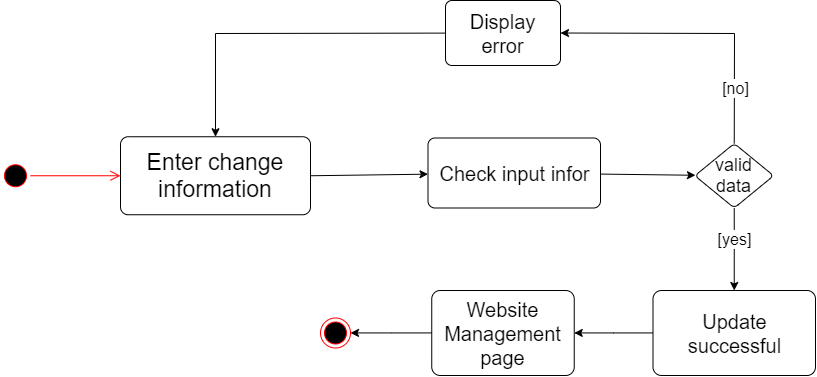 Display
error
[no]
Enter change
information
Check input infor
valid
data
[yes]
Update
successful
Website
Management
page